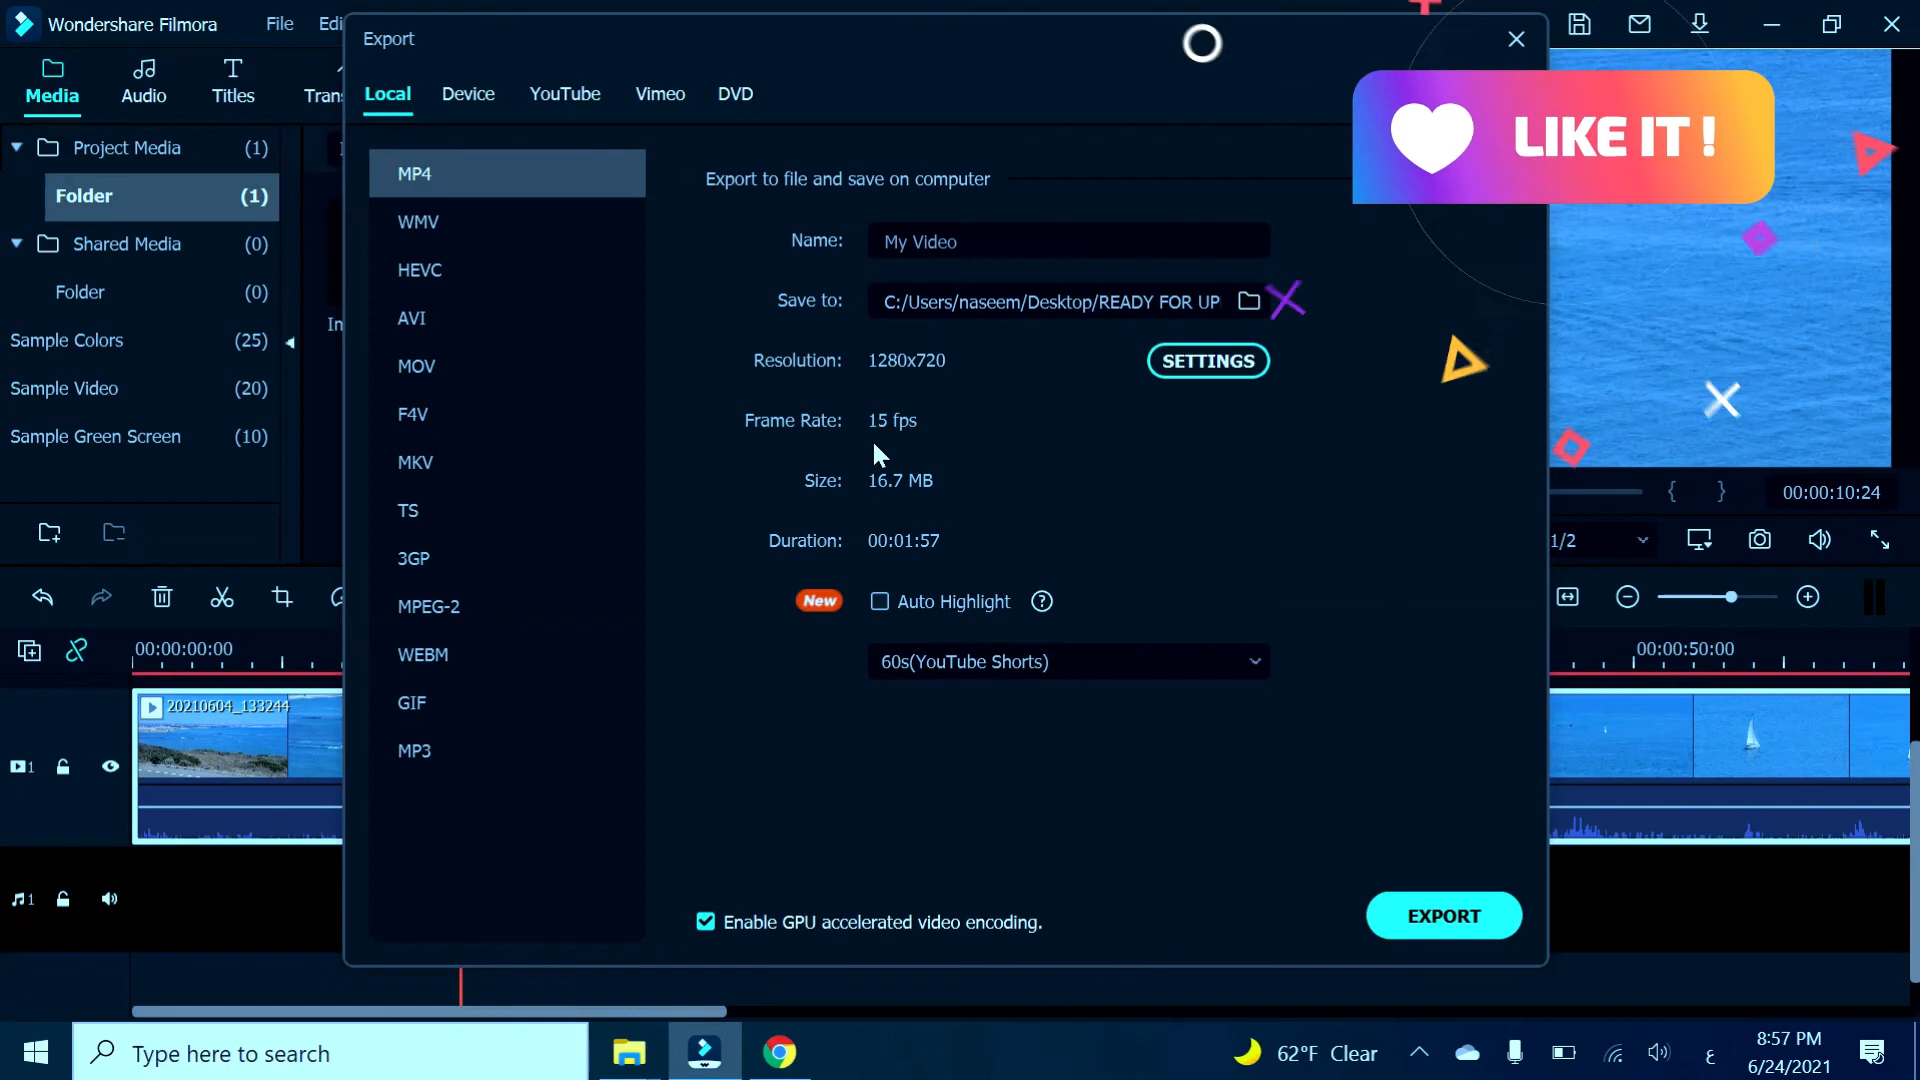 Wondershare Filmora
File
Edi
Export
Local
Device
YouTube
Vimeo
DVD
LIKE IT !
Media
Audio
Titles
Tran
Project Media (1)
Folder (1)
Shared Media (0)
Folder (0)
Sample Colors (25)
Sample Video (20)
Sample Green Screen (10)
MP4
WMV
HEVC
AVI
MOV
F4V
MKV
TS
3GP
MPEG-2
WEBM
GIF
MP3
Export to file and save on computer
Name: My Video
Save to: C:/Users/naseem/Desktop/READY FOR UP
Resolution: 1280x720
SETTINGS
Frame Rate: 15 fps
Size: 16.7 MB
Duration: 00:01:57
New Auto Highlight ?
60s(YouTube Shorts)
Enable GPU accelerated video encoding.
EXPORT
{ }
00:00:10:24
1/2
00:00:00:00
00:00:50:00
20210604_133244
1
1
Type here to search
62°F Clear
ع
8:57 PM
6/24/2021